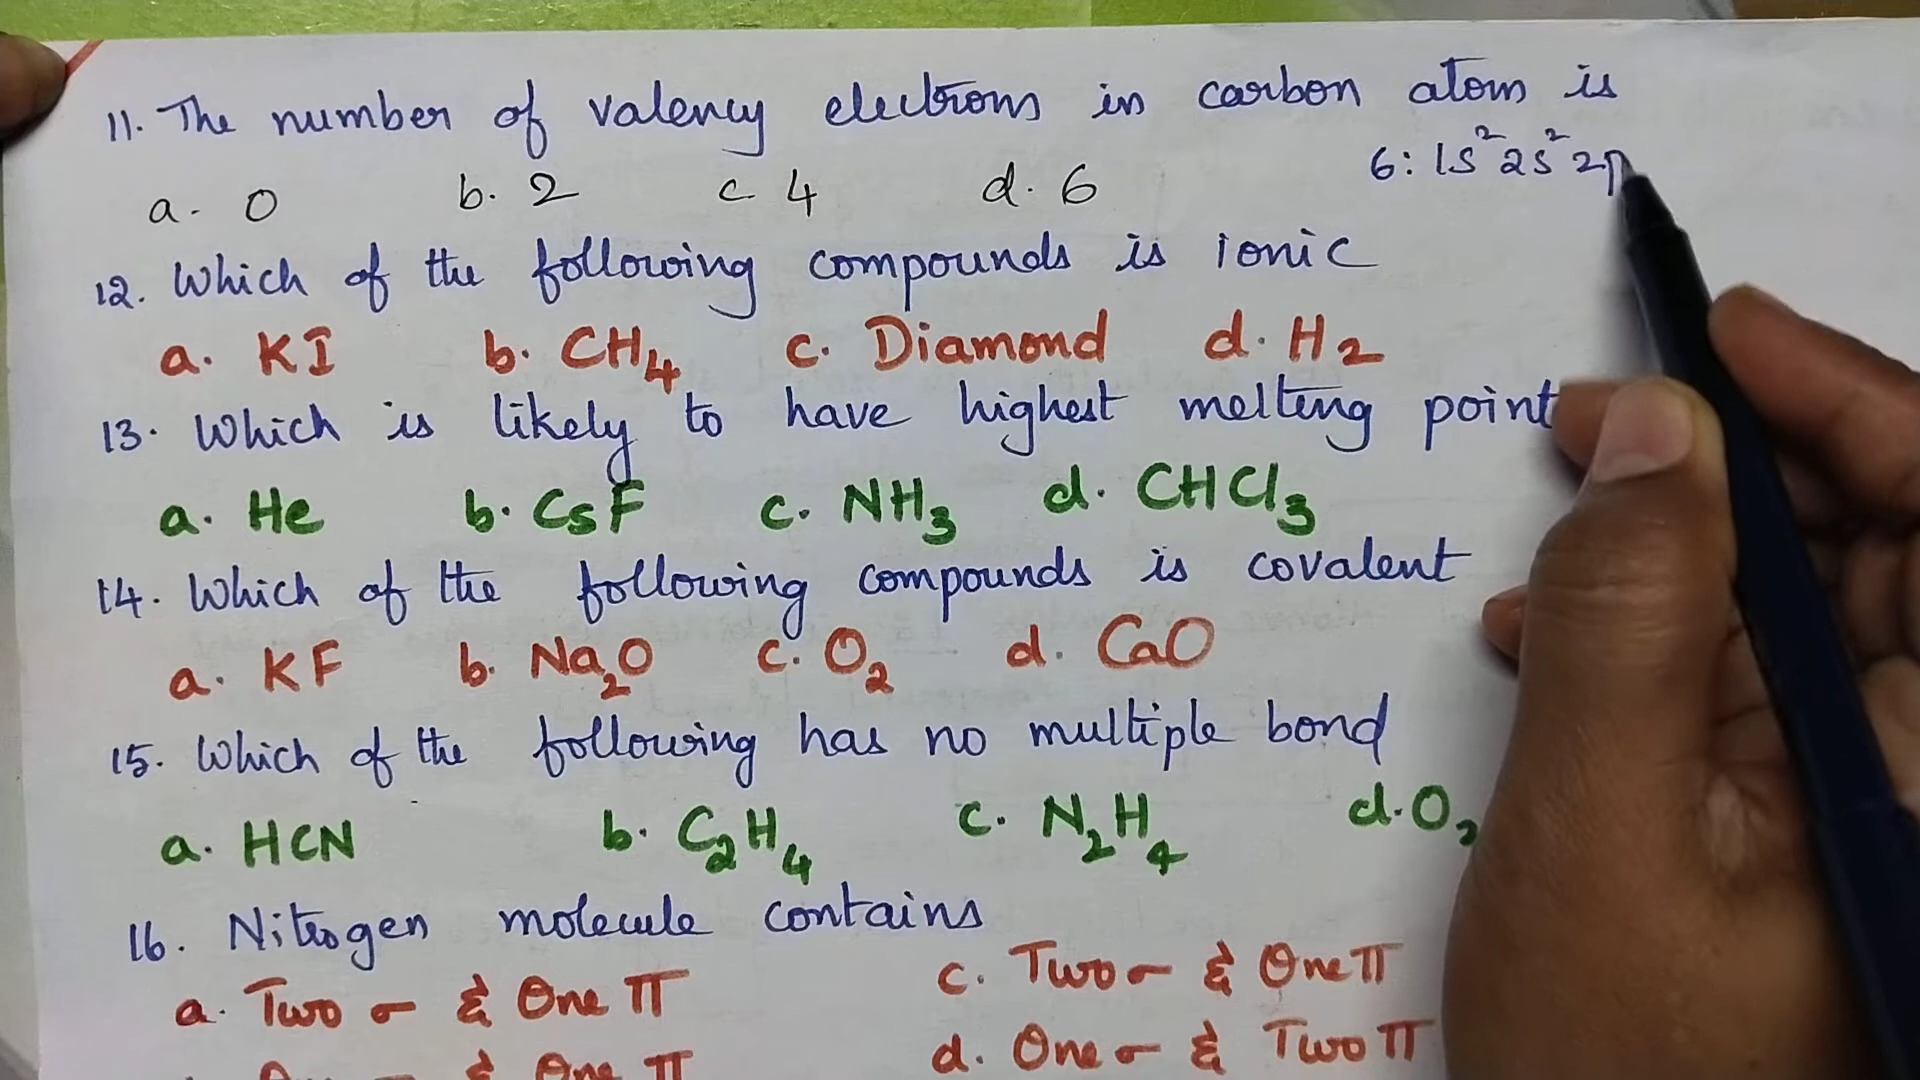 11. The number of valency electrons in carbon atom is
6: 1s² 2s² 2p
a. 0 b. 2 c 4 d. 6
12. Which of the following compounds is ionic
a. KI b. CH₄ c. Diamond d. H₂
13. Which is likely to have highest melting point
a. He b. CsF c. NH₃ d. CHCl₃
14. Which of the following compounds is covalent
a. KF b. Na₂O c. O₂ d. CaO
15. Which of the following has no multiple bond
a. HCN b. C₂H₄ c. N₂H₄ d. O₂
16. Nitrogen molecule contains
a. Two σ & One π c. Two σ & One π
& One π d. One σ & Two π